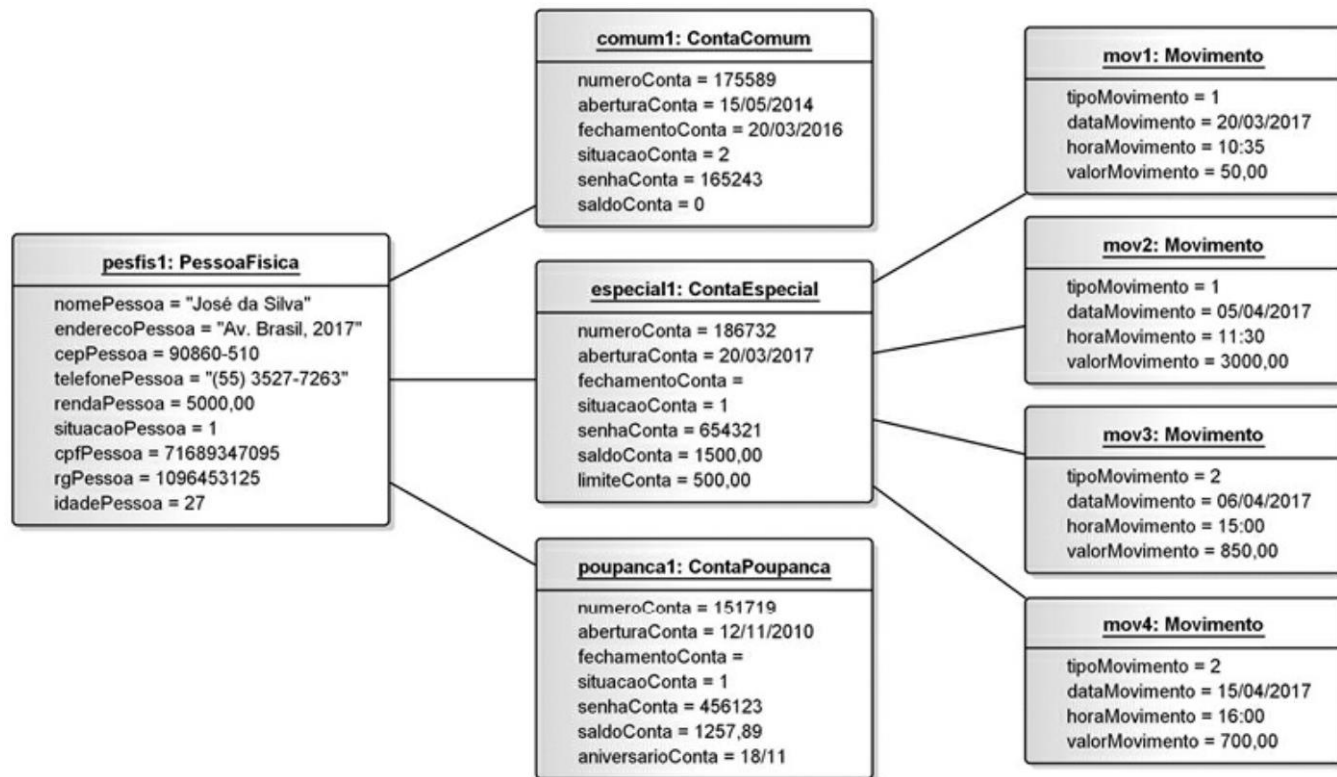 pesfis1: PessoaFisica
nomePessoa = "José da Silva"
enderecoPessoa = "Av. Brasil, 2017"
cepPessoa = 90860-510
telefonePessoa = "(55) 3527-7263"
rendaPessoa = 5000,00
situacaoPessoa = 1
cpfPessoa = 71689347095
rgPessoa = 1096453125
idadePessoa = 27
comum1: ContaComum
numeroConta = 175589
aberturaConta = 15/05/2014
fechamentoConta = 20/03/2016
situacaoConta = 2
senhaConta = 165243
saldoConta = 0
especial1: ContaEspecial
numeroConta = 186732
aberturaConta = 20/03/2017
fechamentoConta =
situacaoConta = 1
senhaConta = 654321
saldoConta = 1500,00
limiteConta = 500,00
poupanca1: ContaPoupanca
numeroConta = 151719
aberturaConta = 12/11/2010
fechamentoConta =
situacaoConta = 1
senhaConta = 456123
saldoConta = 1257,89
aniversarioConta = 18/11
mov1: Movimento
tipoMovimento = 1
dataMovimento = 20/03/2017
horaMovimento = 10:35
valorMovimento = 50,00
mov2: Movimento
tipoMovimento = 1
dataMovimento = 05/04/2017
horaMovimento = 11:30
valorMovimento = 3000,00
mov3: Movimento
tipoMovimento = 2
dataMovimento = 06/04/2017
horaMovimento = 15:00
valorMovimento = 850,00
mov4: Movimento
tipoMovimento = 2
dataMovimento = 15/04/2017
horaMovimento = 16:00
valorMovimento = 700,00